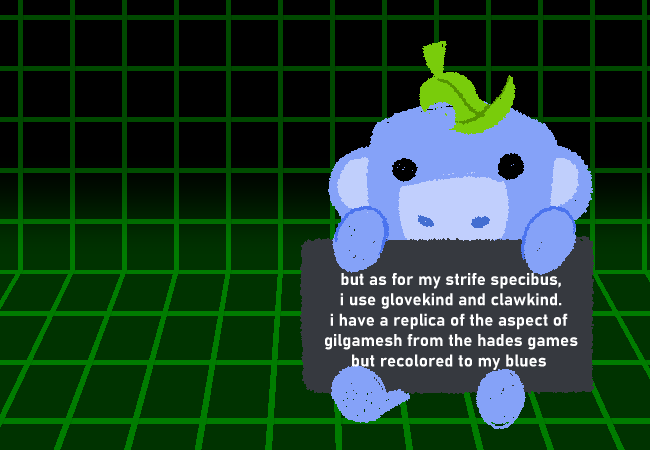 but as for my strife specibus,
i use glovekind and clawkind.
i have a replica of the aspect of
gilgamesh from the hades games
but recolored to my blues